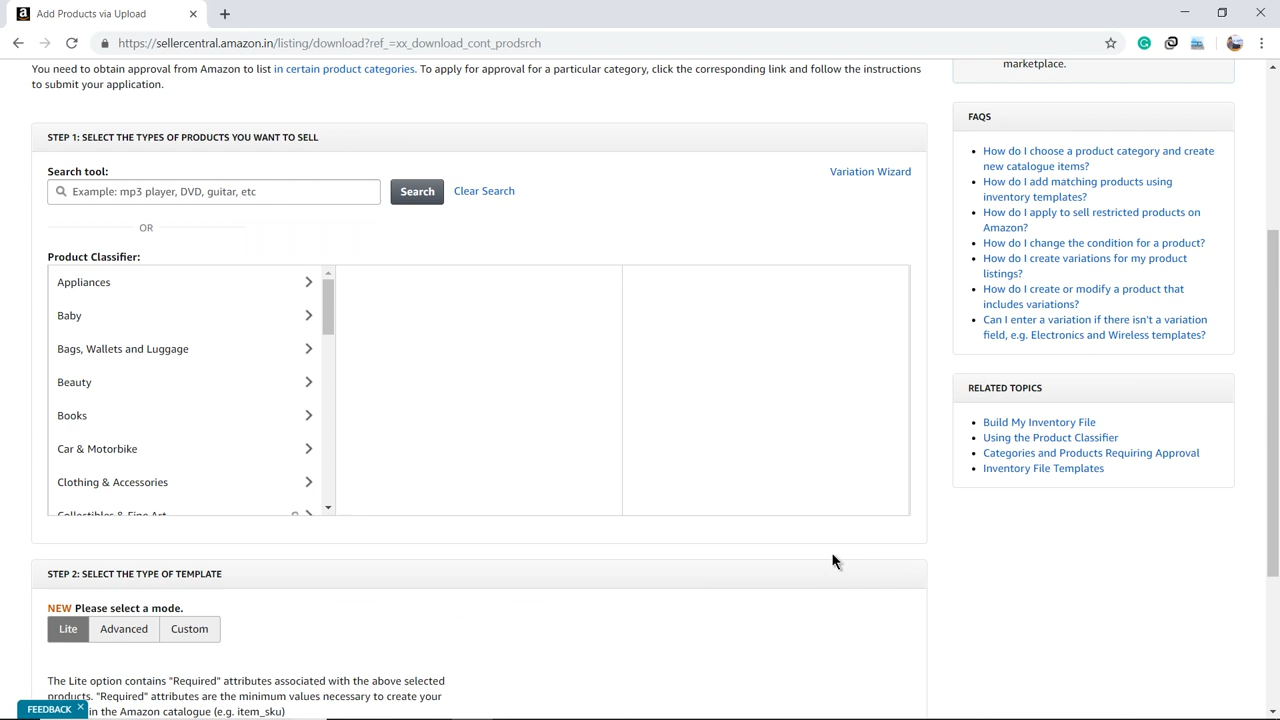 Add Products via Upload
https://sellercentral.amazon.in/listing/download?ref_=xx_download_cont_prodsrch
You need to obtain approval from Amazon to list in certain product categories. To apply for approval for a particular category, click the corresponding link and follow the instructions
to submit your application.
marketplace.
STEP 1: SELECT THE TYPES OF PRODUCTS YOU WANT TO SELL
Search tool:
Variation Wizard
Example: mp3 player, DVD, guitar, etc
Search
Clear Search
OR
Product Classifier:
Appliances
Baby
Bags, Wallets and Luggage
Beauty
Books
Car & Motorbike
Clothing & Accessories
Collectibles & Fine Art
STEP 2: SELECT THE TYPE OF TEMPLATE
NEW Please select a mode.
Lite
Advanced
Custom
The Lite option contains "Required" attributes associated with the above selected
products. "Required" attributes are the minimum values necessary to create your
in the Amazon catalogue (e.g. item_sku)
FEEDBACK
FAQS
How do I choose a product category and create
new catalogue items?
How do I add matching products using
inventory templates?
How do I apply to sell restricted products on
Amazon?
How do I change the condition for a product?
How do I create variations for my product
listings?
How do I create or modify a product that
includes variations?
Can I enter a variation if there isn't a variation
field, e.g. Electronics and Wireless templates?
RELATED TOPICS
Build My Inventory File
Using the Product Classifier
Categories and Products Requiring Approval
Inventory File Templates